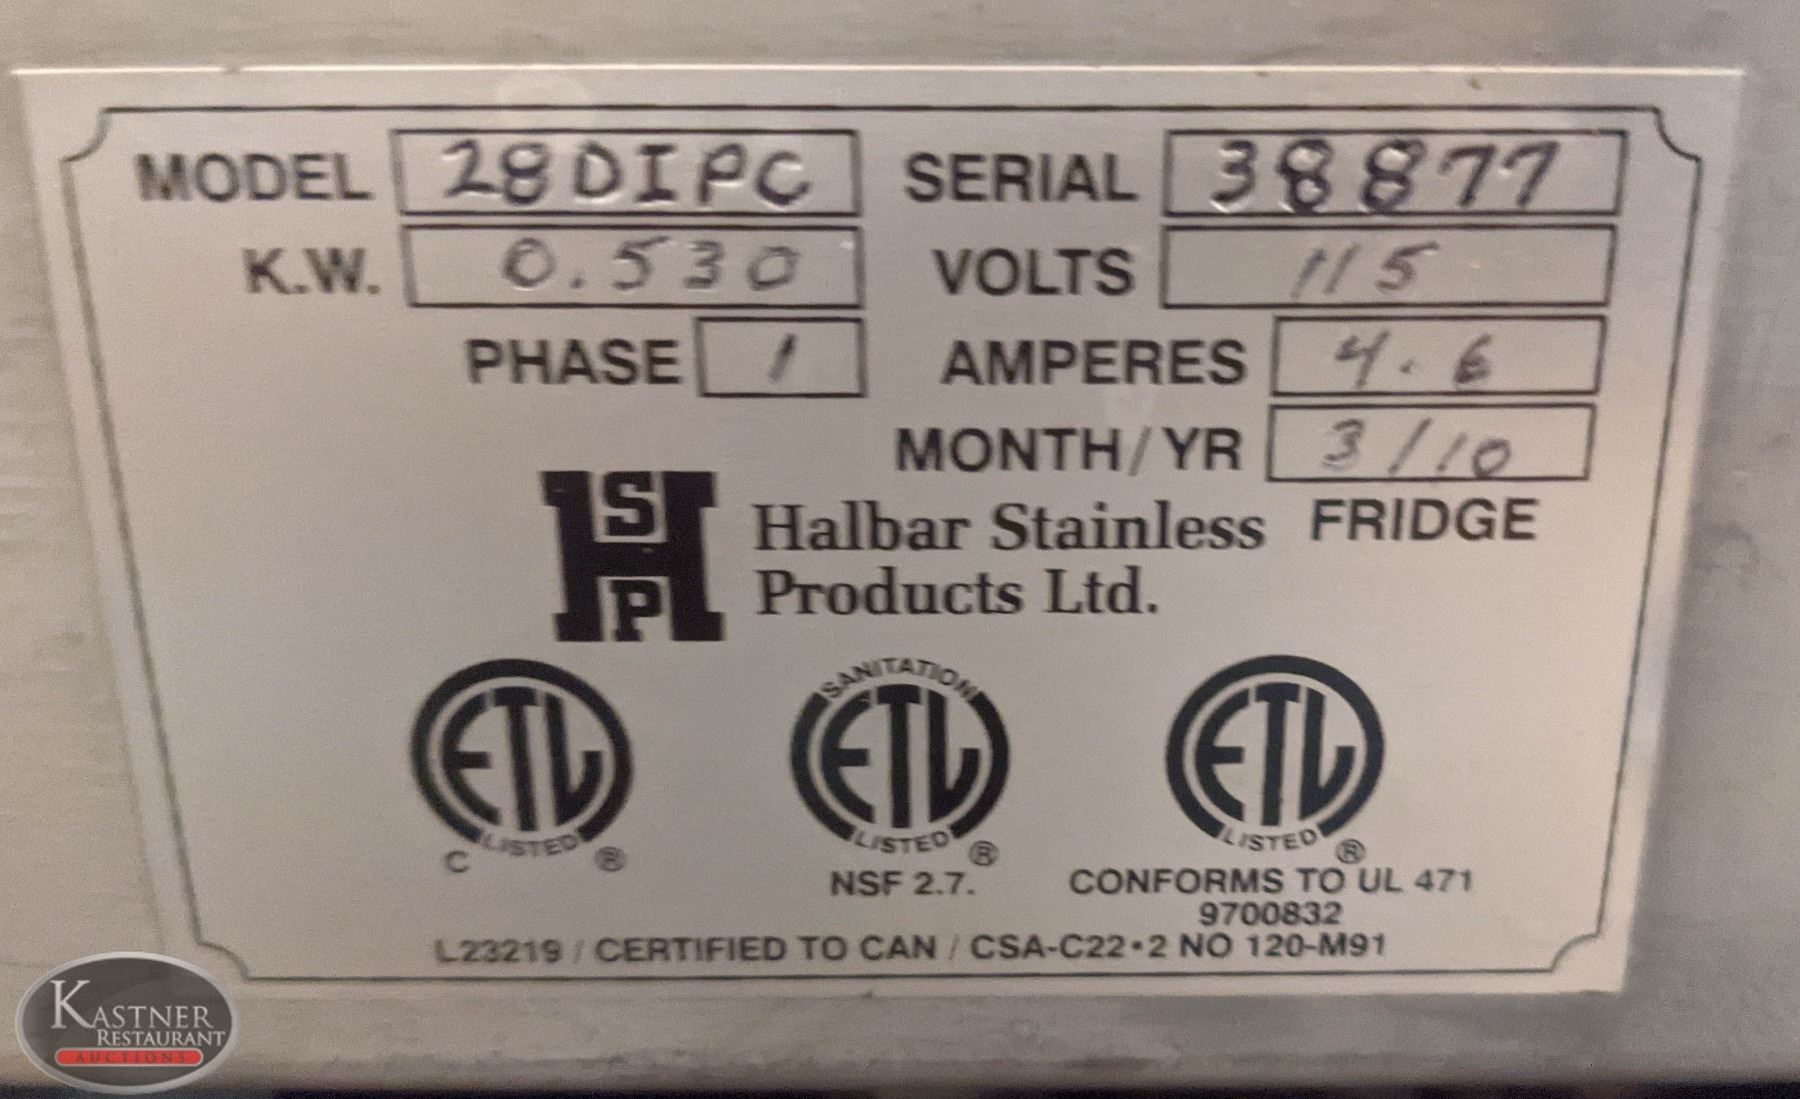 MODEL 28DIPC SERIAL 38877
K.W. 0.530 VOLTS 115
PHASE 1 AMPERES 4.6
MONTH/YR 3/10
HSP Halbar Stainless FRIDGE
Products Ltd.
ETL LISTED C ®
SANITATION ETL LISTED ®
ETL LISTED ®
NSF 2.7. CONFORMS TO UL 471
9700832
L23219 / CERTIFIED TO CAN / CSA-C22•2 NO 120-M91
KASTNER
RESTAURANT
AUCTIONS